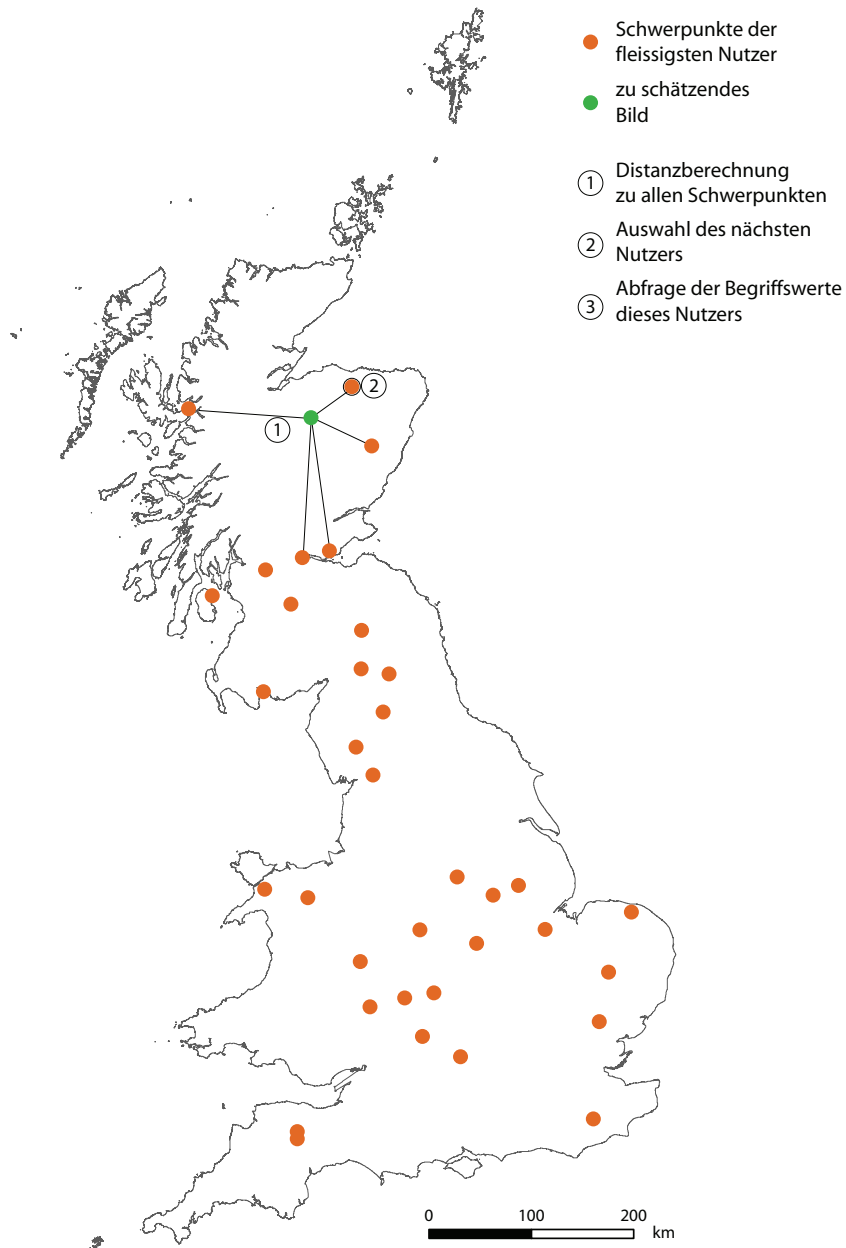 Schwerpunkte der
fleissigsten Nutzer
zu schätzendes
Bild
1 Distanzberechnung
zu allen Schwerpunkten
2 Auswahl des nächsten
Nutzers
3 Abfrage der Begriffswerte
dieses Nutzers
2
1
0 100 200
km